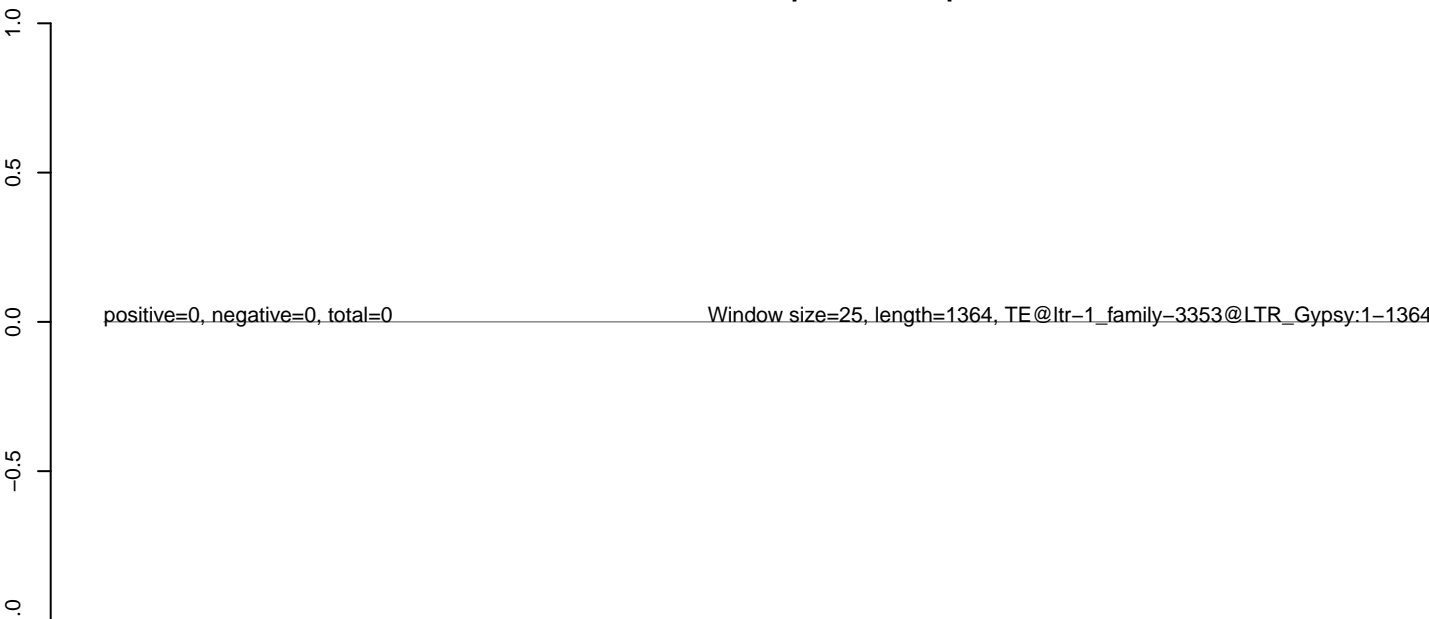 1.0
0.5
0.0
positive=0, negative=0, total=0
Window size=25, length=1364, TE@ltr−1_family−3353@LTR_Gypsy:1−1364
−0.5
.0